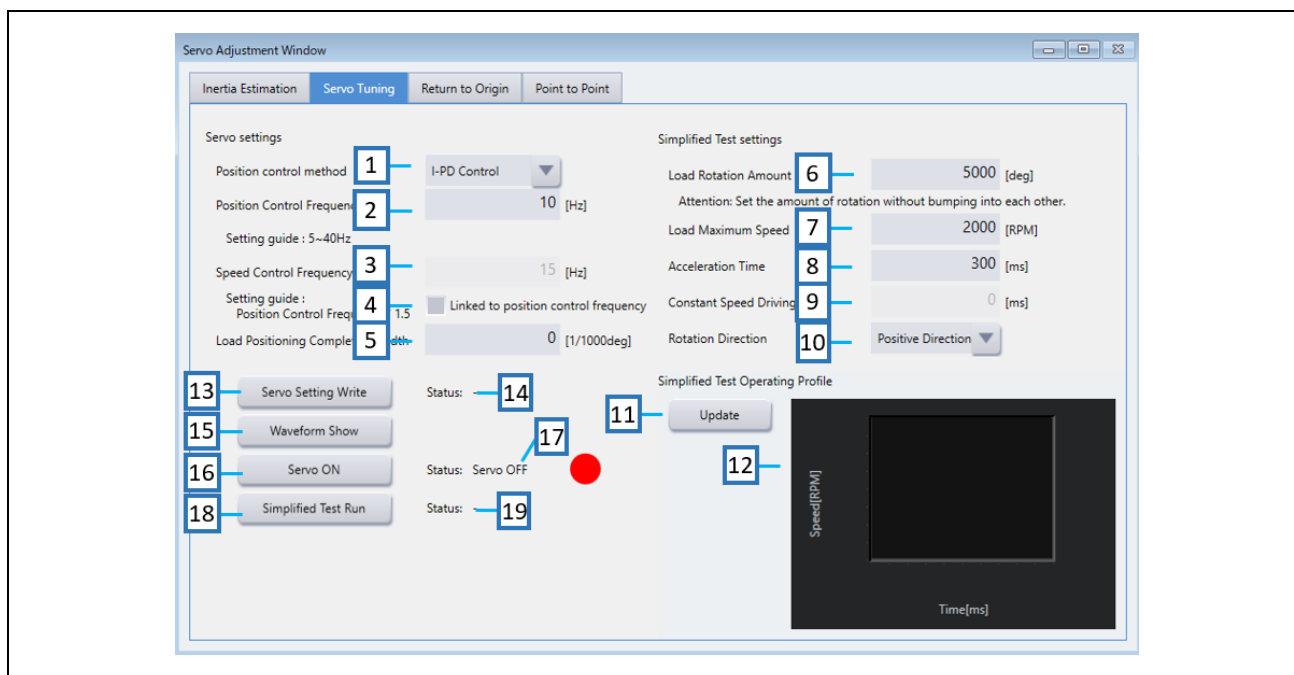 Servo Adjustment Window
Inertia Estimation Servo Tuning Return to Origin Point to Point
Servo settings
Position control method 1 I-PD Control
Position Control Frequen 2 10 [Hz]
Setting guide : 5~40Hz
Speed Control Frequency 3 15 [Hz]
Setting guide :
Position Control Freq 1.5
4 Linked to position control frequency
Load Positioning Comple 5 dth 0 [1/1000deg]
Simplified Test settings
Load Rotation Amount 6 5000 [deg]
Attention: Set the amount of rotation without bumping into each other.
Load Maximum Speed 7 2000 [RPM]
Acceleration Time 8 300 [ms]
Constant Speed Driving 9 0 [ms]
Rotation Direction 10 Positive Direction
13 Servo Setting Write Status: - 14
15 Waveform Show
16 Servo ON Status: Servo OFF 17
18 Simplified Test Run Status: - 19
Simplified Test Operating Profile
11 Update
12 Speed[RPM]
Time[ms]